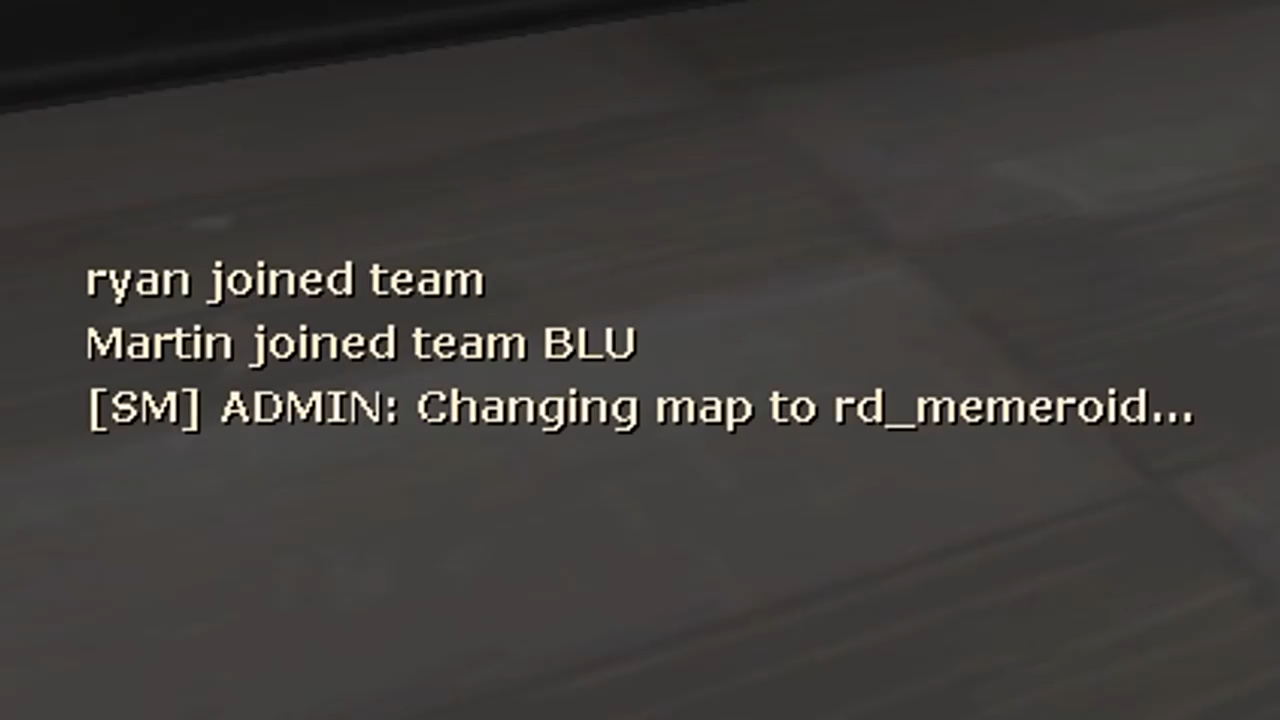 ryan joined team
Martin joined team BLU
[SM] ADMIN: Changing map to rd_memeroid...